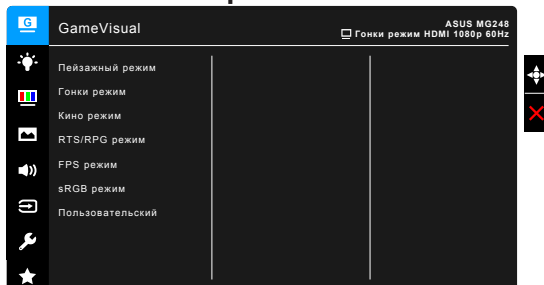 G
GameVisual
ASUS MG248
Гонки режим HDMI 1080p 60Hz
Пейзажный режим
Гонки режим
Кино режим
RTS/RPG режим
FPS режим
sRGB режим
Пользовательский